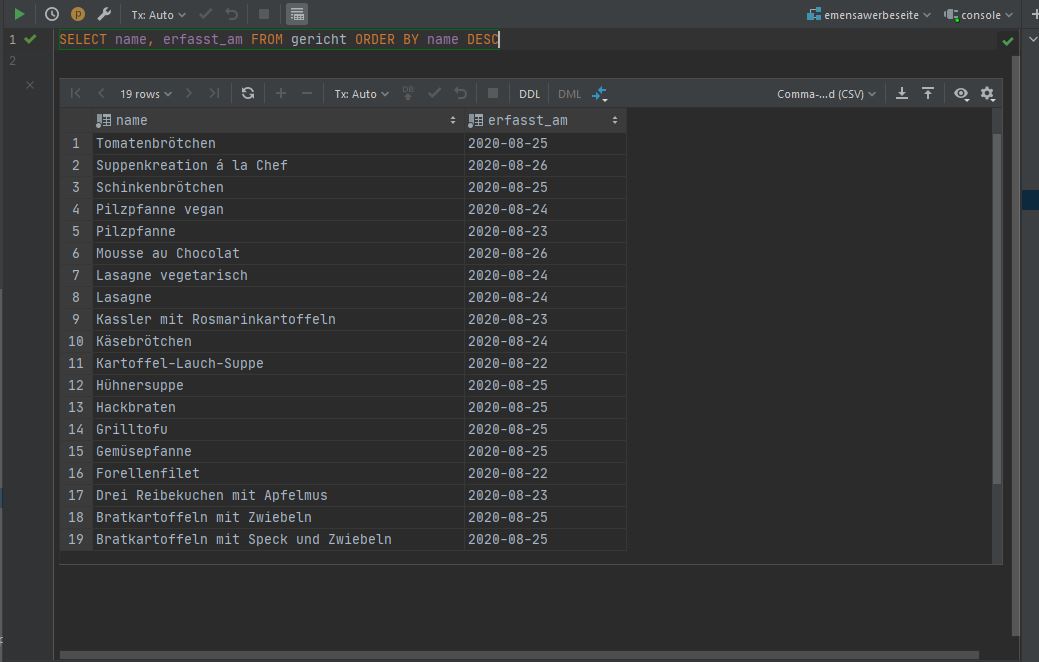 Tx: Auto emensawerbeseite console
1 SELECT name, erfasst_am FROM gericht ORDER BY name DESC
2
19 rows Tx: Auto DB DDL DML Comma-...d (CSV)
name erfasst_am
1 Tomatenbrötchen 2020-08-25
2 Suppenkreation á la Chef 2020-08-26
3 Schinkenbrötchen 2020-08-25
4 Pilzpfanne vegan 2020-08-24
5 Pilzpfanne 2020-08-23
6 Mousse au Chocolat 2020-08-26
7 Lasagne vegetarisch 2020-08-24
8 Lasagne 2020-08-24
9 Kassler mit Rosmarinkartoffeln 2020-08-23
10 Käsebrötchen 2020-08-24
11 Kartoffel-Lauch-Suppe 2020-08-22
12 Hühnersuppe 2020-08-25
13 Hackbraten 2020-08-25
14 Grilltofu 2020-08-25
15 Gemüsepfanne 2020-08-25
16 Forellenfilet 2020-08-22
17 Drei Reibekuchen mit Apfelmus 2020-08-23
18 Bratkartoffeln mit Zwiebeln 2020-08-25
19 Bratkartoffeln mit Speck und Zwiebeln 2020-08-25